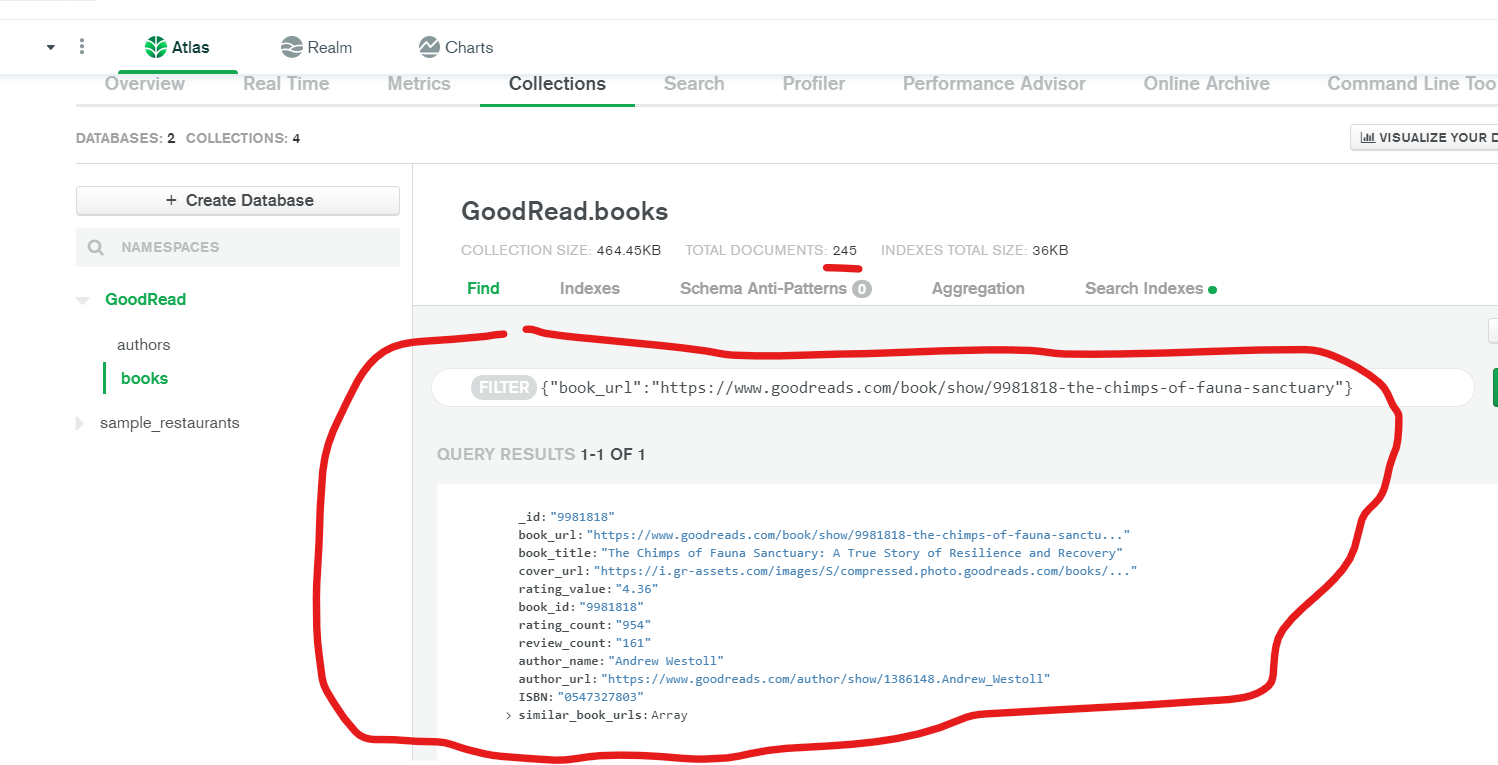 Atlas Realm Charts
Overview Real Time Metrics Collections Search Profiler Performance Advisor Online Archive Command Line Too
DATABASES: 2 COLLECTIONS: 4
VISUALIZE YOUR D
+ Create Database
NAMESPACES
GoodRead
authors
books
sample_restaurants
GoodRead.books
COLLECTION SIZE: 464.45KB TOTAL DOCUMENTS: 245 INDEXES TOTAL SIZE: 36KB
Find Indexes Schema Anti-Patterns 0 Aggregation Search Indexes
FILTER {"book_url":"https://www.goodreads.com/book/show/9981818-the-chimps-of-fauna-sanctuary"}
QUERY RESULTS 1-1 OF 1
_id: "9981818"
book_url: "https://www.goodreads.com/book/show/9981818-the-chimps-of-fauna-sanctu..."
book_title: "The Chimps of Fauna Sanctuary: A True Story of Resilience and Recovery"
cover_url: "https://i.gr-assets.com/images/S/compressed.photo.goodreads.com/books/..."
rating_value: "4.36"
book_id: "9981818"
rating_count: "954"
review_count: "161"
author_name: "Andrew Westoll"
author_url: "https://www.goodreads.com/author/show/1386148.Andrew_Westoll"
ISBN: "0547327803"
> similar_book_urls: Array